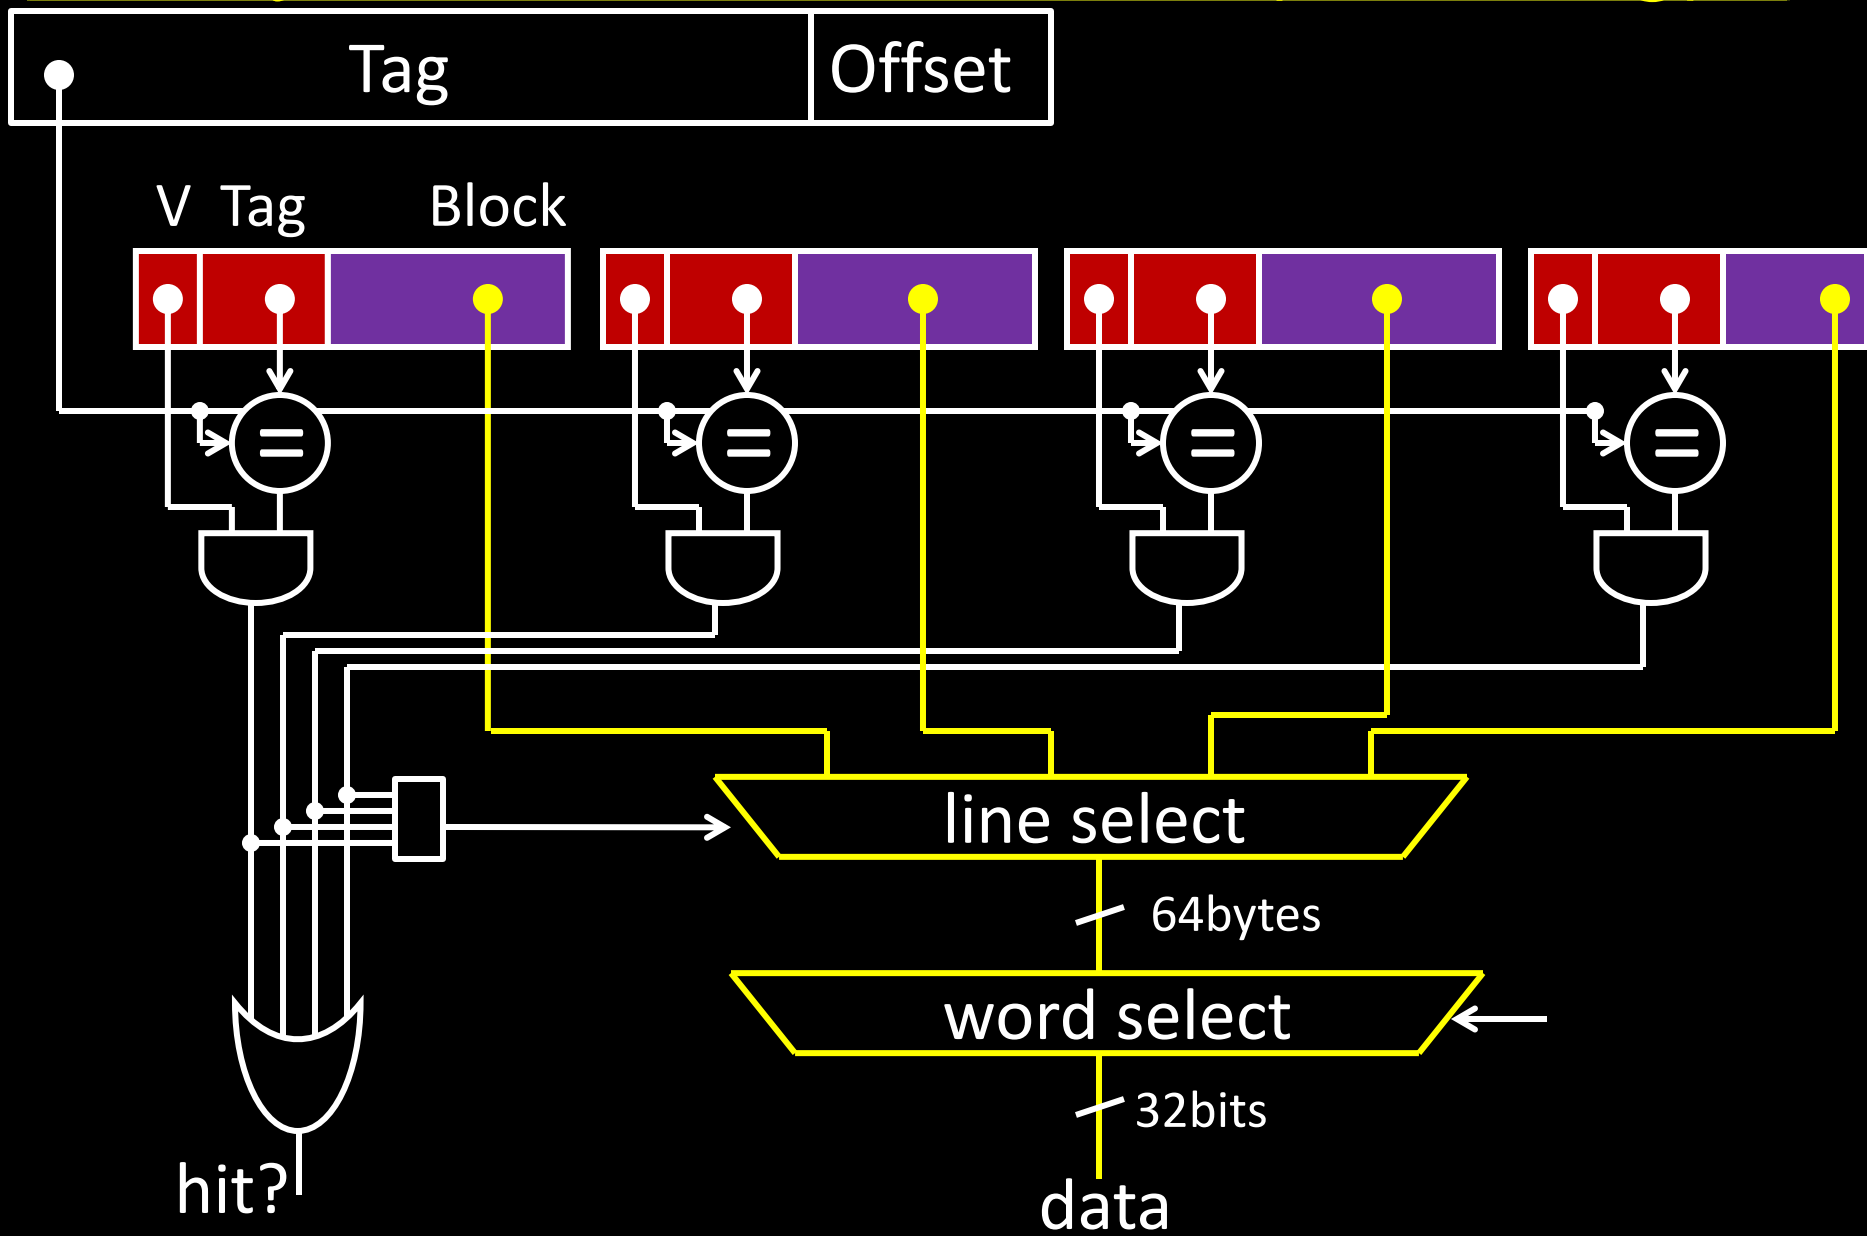 Tag Offset
V Tag Block
= = = =
line select
64bytes
word select
32bits
hit?
data